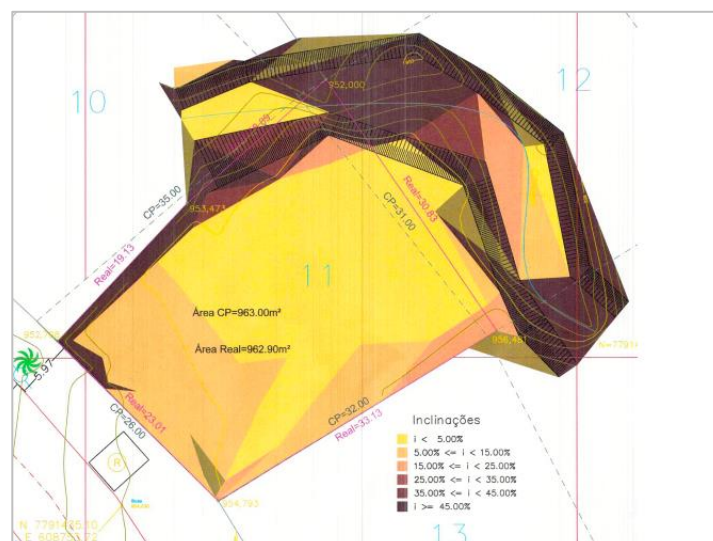 10
12
952,000
CP=35.00
953,473
Real=30.83
CP=31.00
Real=19.13
11
Área CP=963.00m²
Área Real=962.90m²
956,461
5.97
Real=23.01
CP=26.00
CP=32.00
Real=33.13
R
954,793
Inclinações
i < 5.00%
5.00% <= i < 15.00%
15.00% <= i < 25.00%
25.00% <= i < 35.00%
35.00% <= i < 45.00%
i >= 45.00%
13